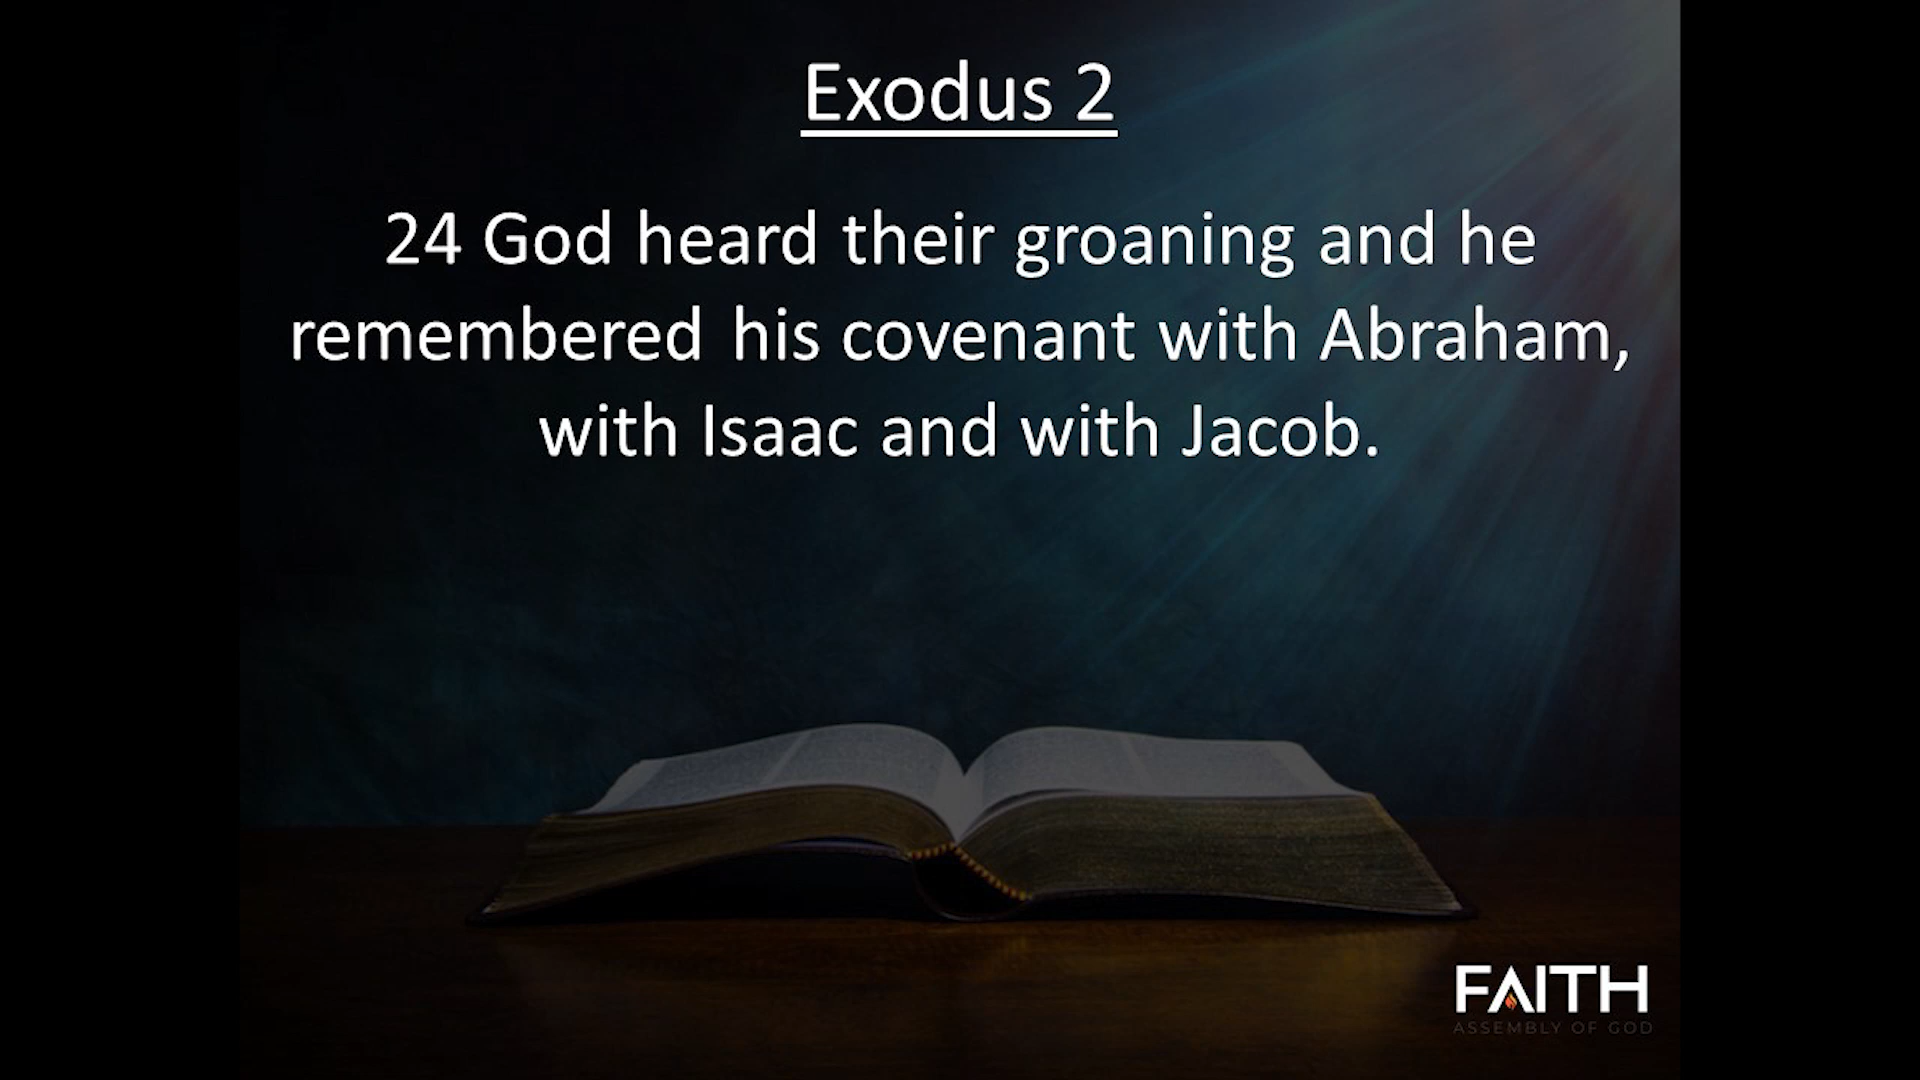 Exodus 2
24 God heard their groaning and he
remembered his covenant with Abraham,
with Isaac and with Jacob.
FAITH
ASSEMBLY OF GOD